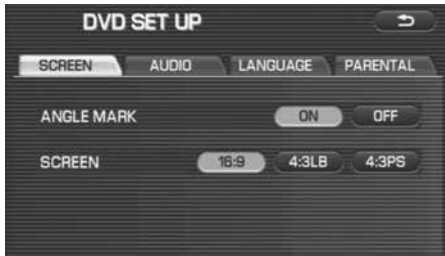 DVD SET UP
SCREEN AUDIO LANGUAGE PARENTAL
ANGLE MARK ON OFF
SCREEN 16:9 4:3LB 4:3PS